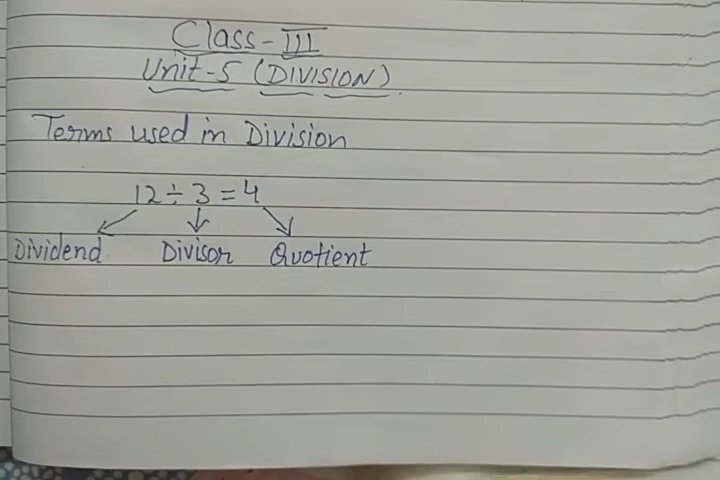 Class-III
Unit-5 (DIVISION).
Terms used in Division
12 ÷ 3 = 4
Dividend Divisor Quotient